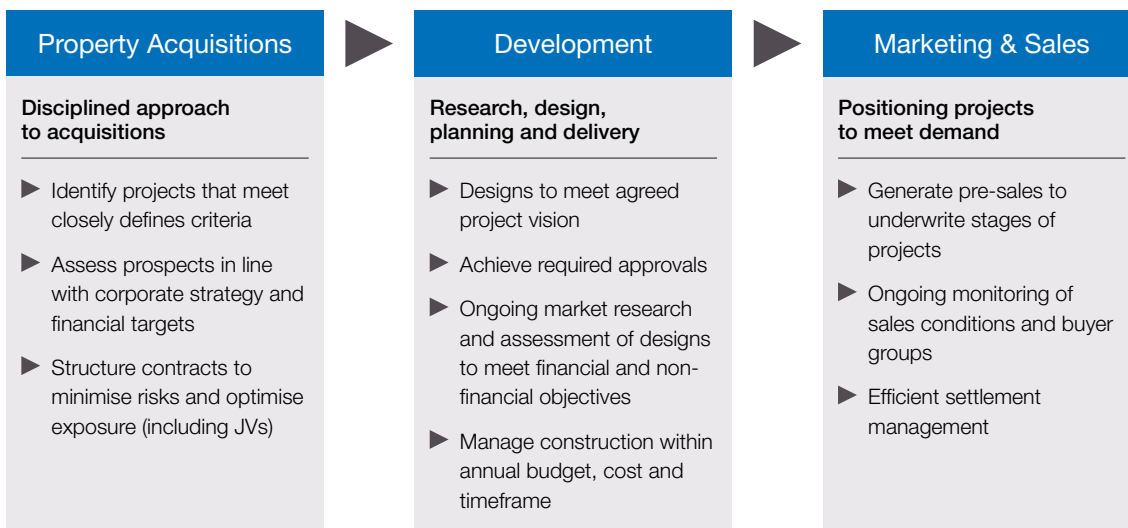 Property Acquisitions
Disciplined approach
to acquisitions
Identify projects that meet
closely defines criteria
Assess prospects in line
with corporate strategy and
financial targets
Structure contracts to
minimise risks and optimise
exposure (including JVs)
Development
Research, design,
planning and delivery
Designs to meet agreed
project vision
Achieve required approvals
Ongoing market research
and assessment of designs
to meet financial and non-
financial objectives
Manage construction within
annual budget, cost and
timeframe
Marketing & Sales
Positioning projects
to meet demand
Generate pre-sales to
underwrite stages of
projects
Ongoing monitoring of
sales conditions and buyer
groups
Efficient settlement
management